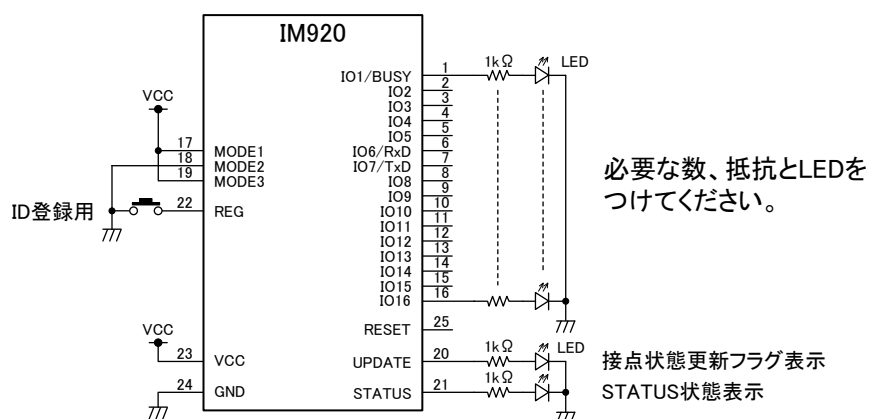 IM920
VCC
17
18
19
MODE1
MODE2
MODE3
ID登録用
22
REG
VCC
23
VCC
24
GND
IO1/BUSY
1
IO2
2
IO3
3
IO4
4
IO5
5
IO6/RxD
6
IO7/TxD
7
IO8
8
IO9
9
IO10
10
IO11
11
IO12
12
IO13
13
IO14
14
IO15
15
IO16
16
RESET
25
UPDATE
20
STATUS
21
1kΩ
LED
必要な数、抵抗とLEDを
つけてください。
1kΩ
LED
接点状態更新フラグ表示
1kΩ
STATUS状態表示